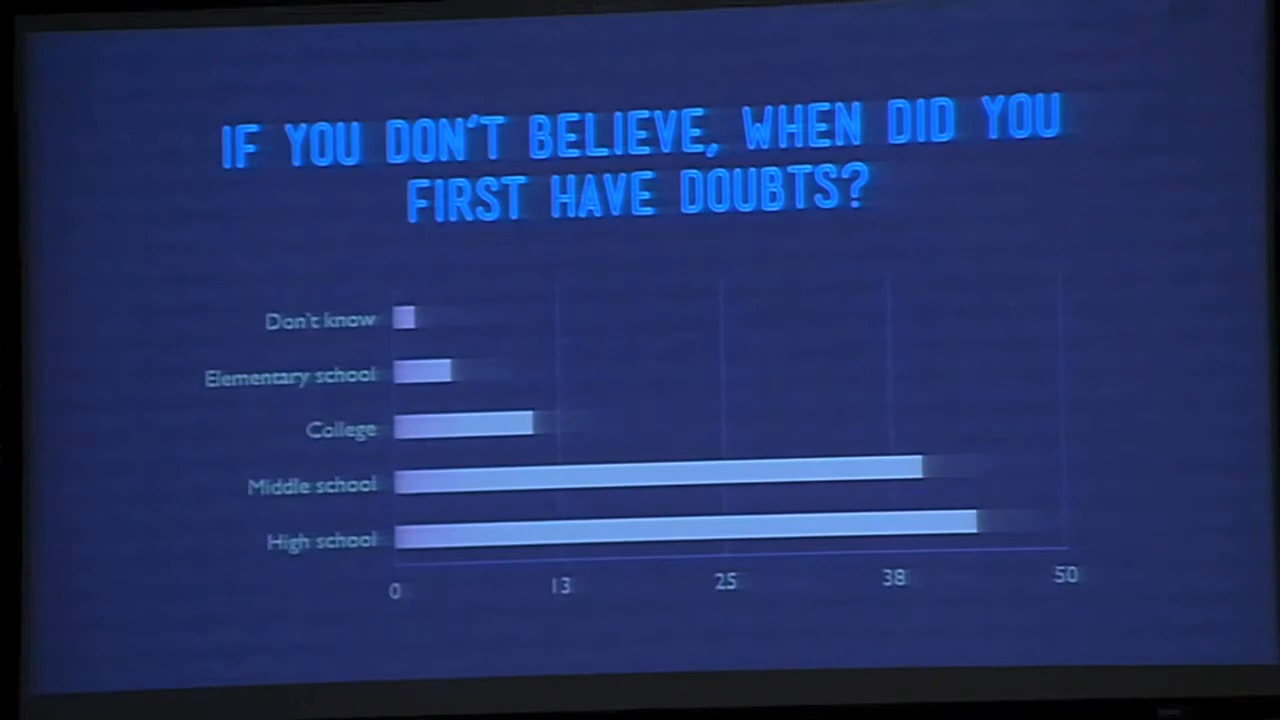 IF YOU DON'T BELIEVE, WHEN DID YOU
FIRST HAVE DOUBTS?
Don't know
Elementary school
College
Middle school
High school
0 13 25 38 50